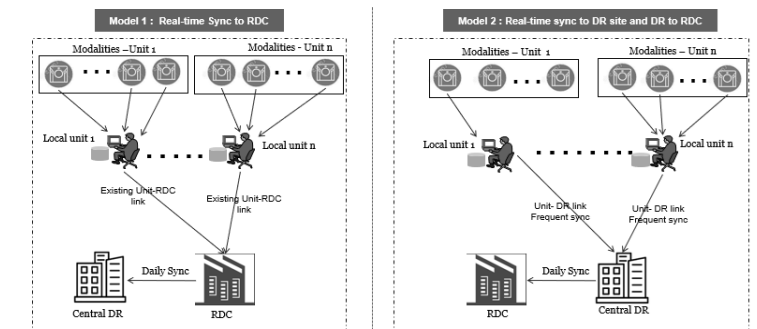 Model 1 : Real-time Sync to RDC
Modalities –Unit 1
Modalities - Unit n
Local unit 1
Local unit n
Existing Unit-RDC
link
Existing Unit-RDC
link
Daily Sync
Central DR
RDC
Model 2 : Real-time sync to DR site and DR to RDC
Modalities – Unit 1
Modalities – Unit n
Local unit 1
Local unit n
Unit- DR link
Frequent sync
Unit- DR link
Frequent sync
Daily Sync
RDC
Central DR